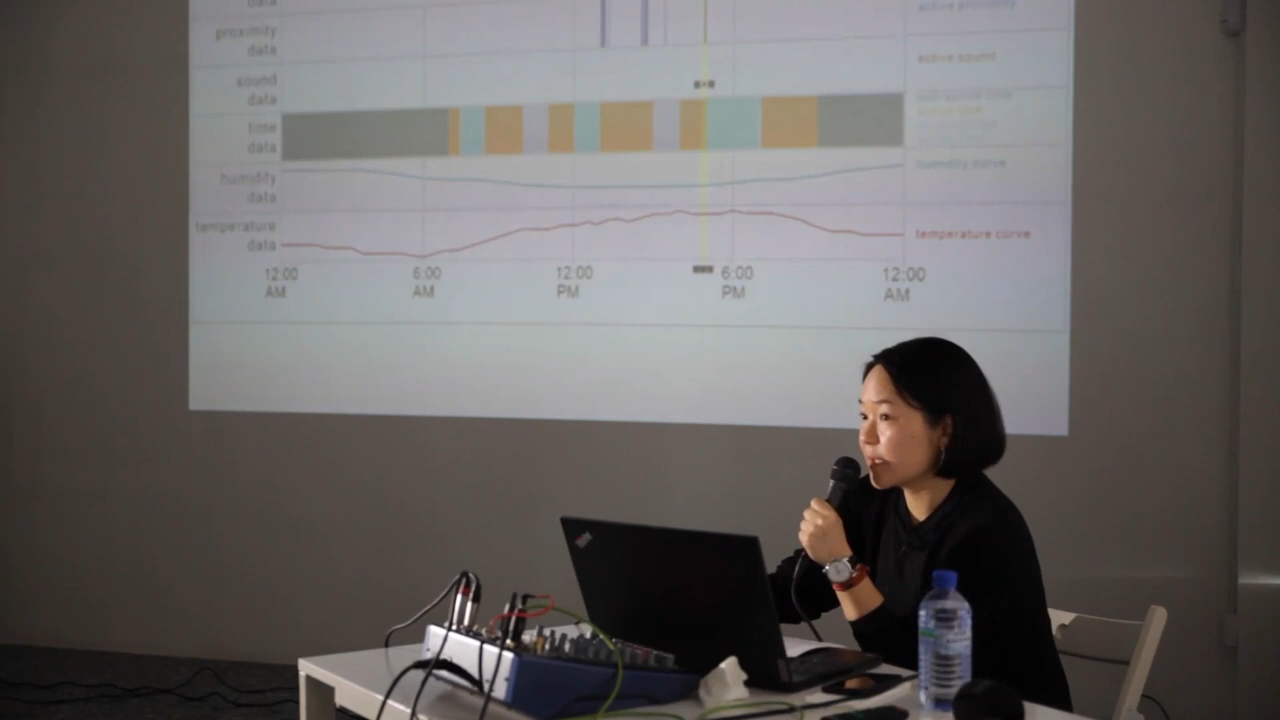 data
active proximity
proximity
data
active sound
sound
data
time
data
humidity
data
humidity curve
temperature
data
temperature curve
12:00
AM
6:00
AM
12:00
PM
6:00
PM
12:00
AM